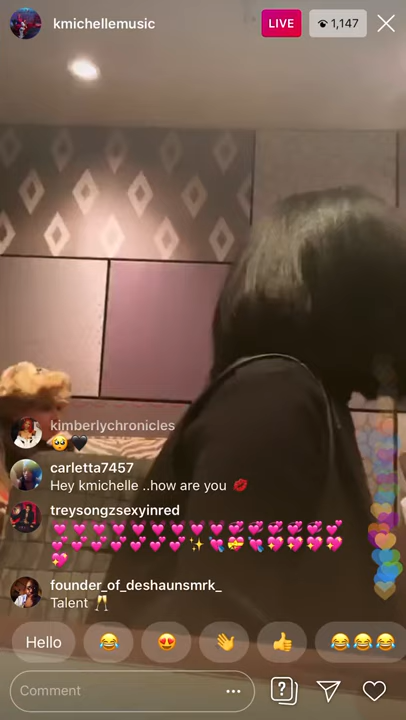 kmichellemusic
LIVE
1,147
kimberlychronicles
🥺🖤
carletta7457
Hey kmichelle ..how are you 💋
treysongzsexyinred
founder_of_deshaunsmrk_
Talent 🥂
Hello
Comment